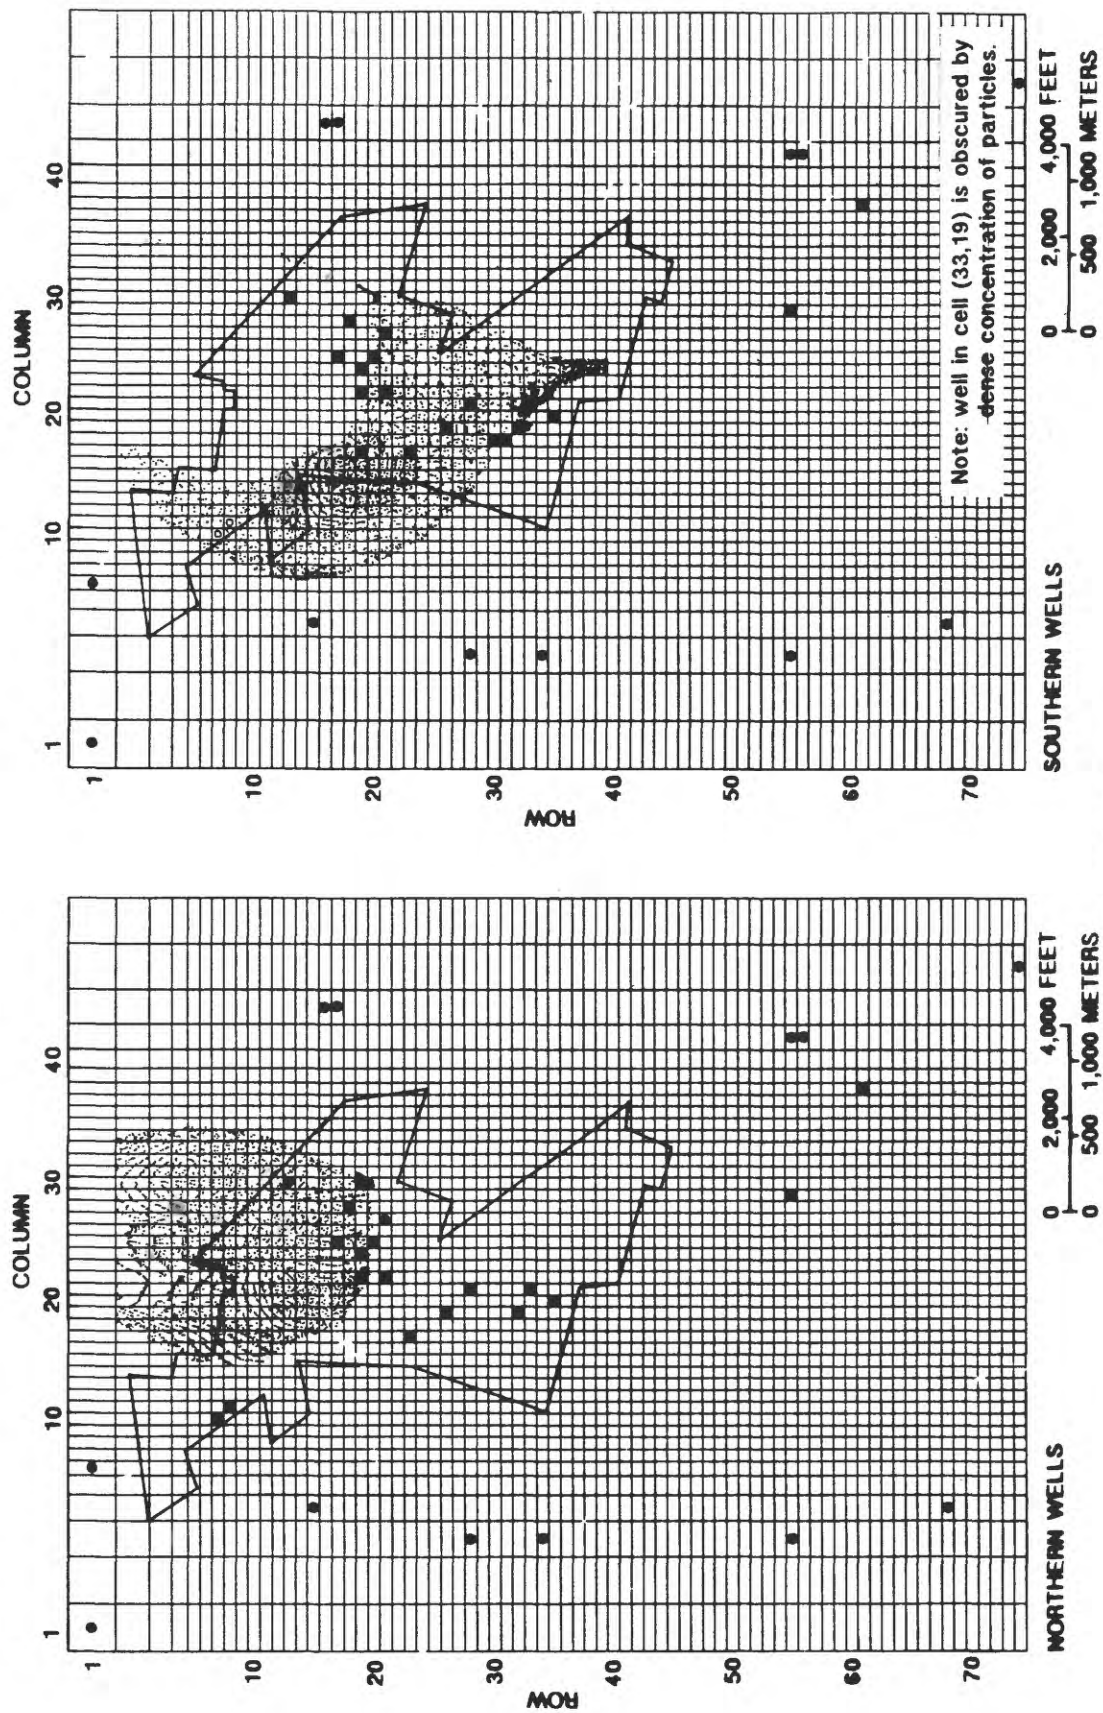 COLUMN
1 10 20 30 40
ROW
1
10
20
30
40
50
60
70
NORTHERN WELLS
0 2,000 4,000 FEET
0 500 1,000 METERS
COLUMN
1 10 20 30 40
ROW
1
10
20
30
40
50
60
70
Note: well in cell (33,19) is obscured by
dense concentration of particles.
SOUTHERN WELLS
0 2,000 4,000 FEET
0 500 1,000 METERS